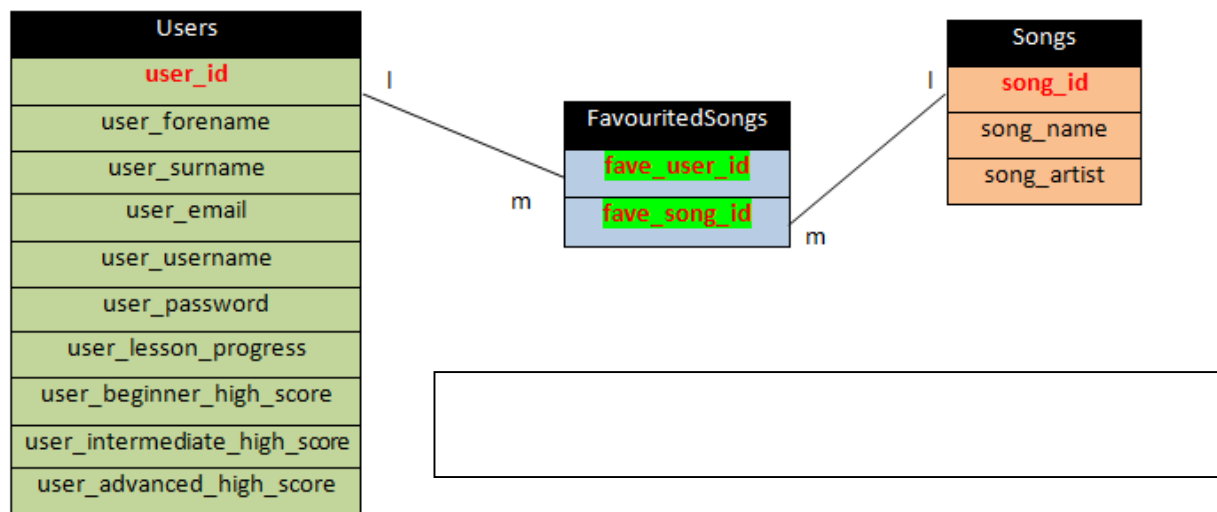 Users
user_id
user_forename
user_surname
user_email
user_username
user_password
user_lesson_progress
user_beginner_high_score
user_intermediate_high_score
user_advanced_high_score
l
m
FavouritedSongs
fave_user_id
fave_song_id
l
m
Songs
song_id
song_name
song_artist